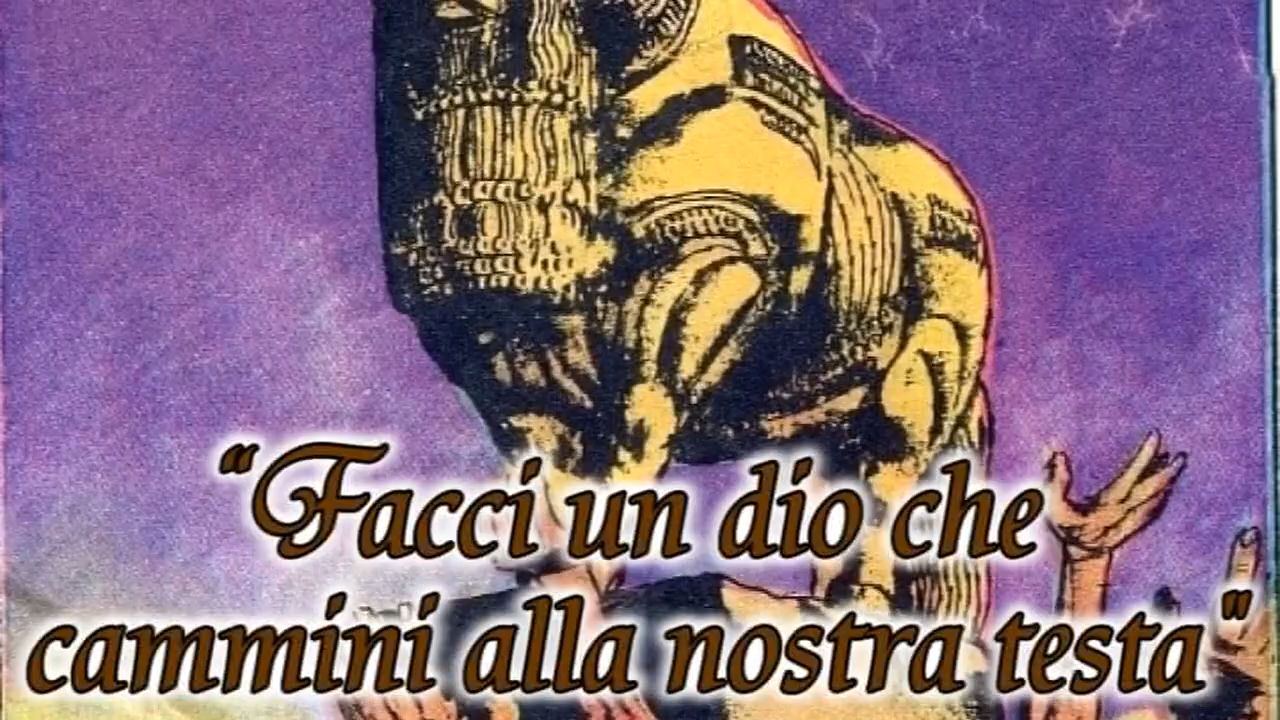 “Facci un dio che
cammini alla nostra testa”